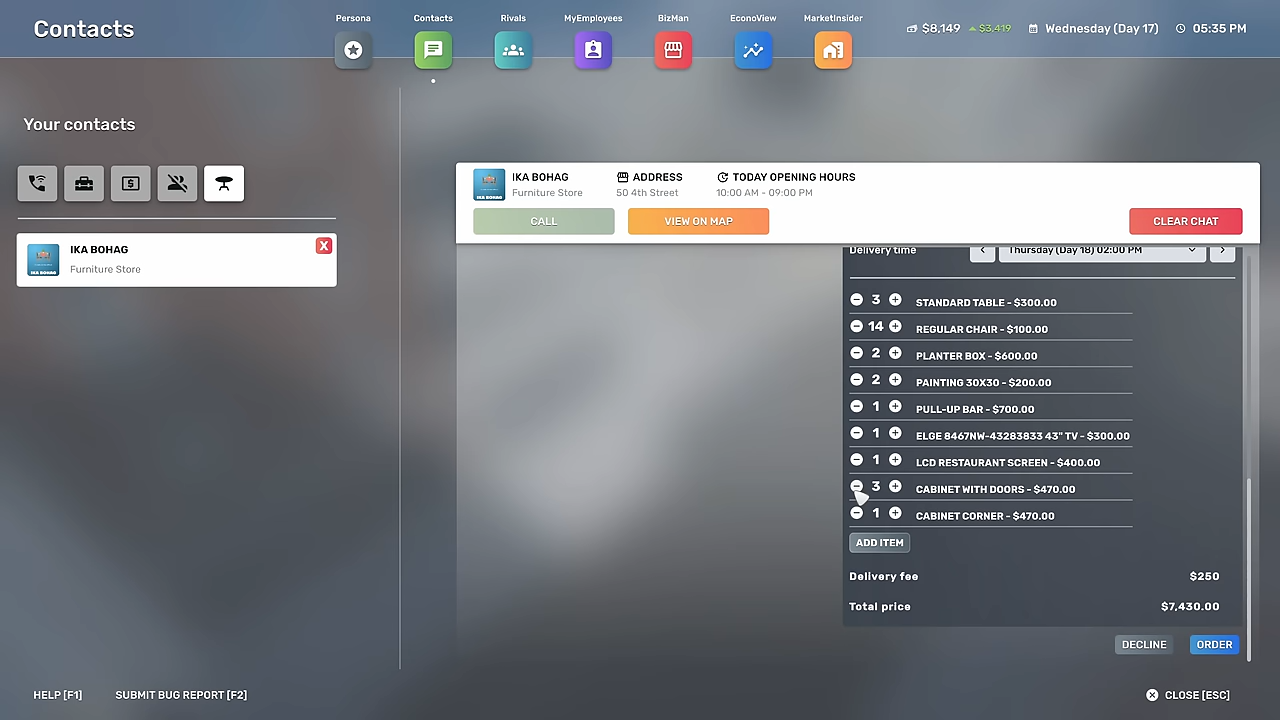 Contacts
Persona
Contacts
Rivals
MyEmployees
BizMan
EconoView
MarketInsider
$8,149
$3,419
Wednesday (Day 17)
05:35 PM
Your contacts
IKA BOHAG
Furniture Store
X
IKA BOHAG
Furniture Store
ADDRESS
50 4th Street
TODAY OPENING HOURS
10:00 AM - 09:00 PM
CALL
VIEW ON MAP
CLEAR CHAT
Delivery time
Thursday (Day 18) 02:00 PM
3 STANDARD TABLE - $300.00
14 REGULAR CHAIR - $100.00
2 PLANTER BOX - $600.00
2 PAINTING 30X30 - $200.00
1 PULL-UP BAR - $700.00
1 ELGE 8467NW-43283833 43" TV - $300.00
1 LCD RESTAURANT SCREEN - $400.00
3 CABINET WITH DOORS - $470.00
1 CABINET CORNER - $470.00
ADD ITEM
Delivery fee $250
Total price $7,430.00
DECLINE
ORDER
HELP [F1]
SUBMIT BUG REPORT [F2]
CLOSE [ESC]